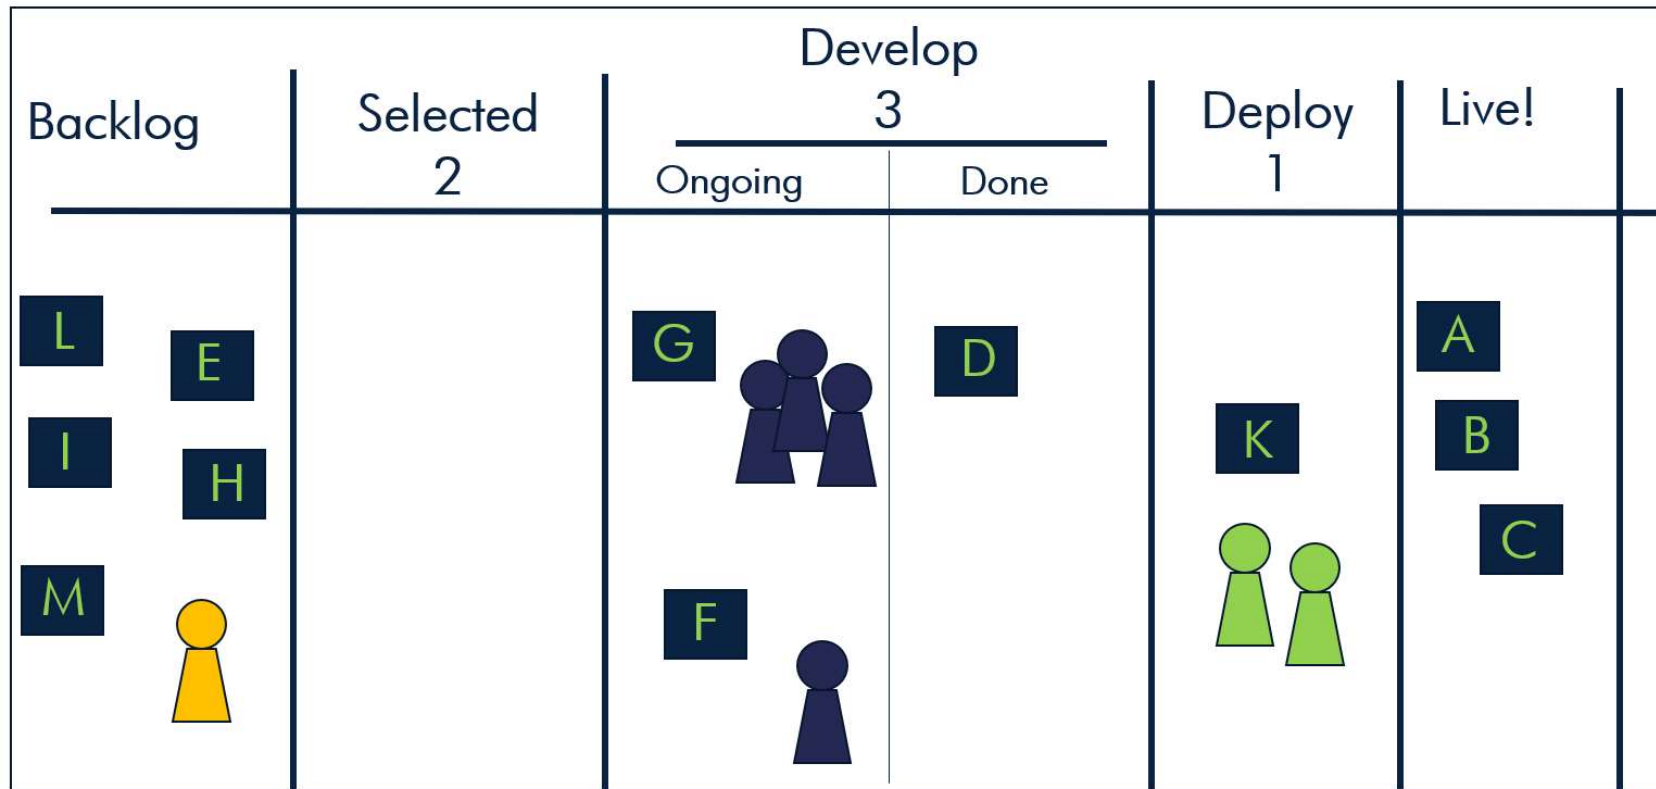 Develop
Backlog
Selected
3
Deploy
Live!
2
Ongoing
Done
1
L
E
I
H
M
G
F
D
K
A
B
C